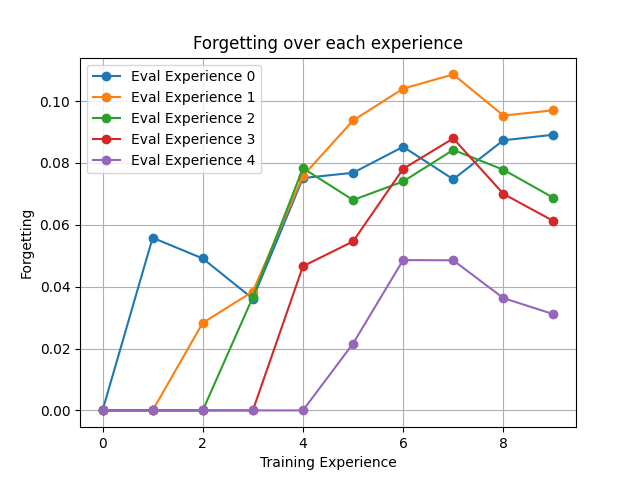 Forgetting over each experience
Eval Experience 0
Eval Experience 1
Eval Experience 2
Eval Experience 3
Eval Experience 4
0.10
0.08
0.06
0.04
0.02
0.00
Forgetting
0 2 4 6 8
Training Experience